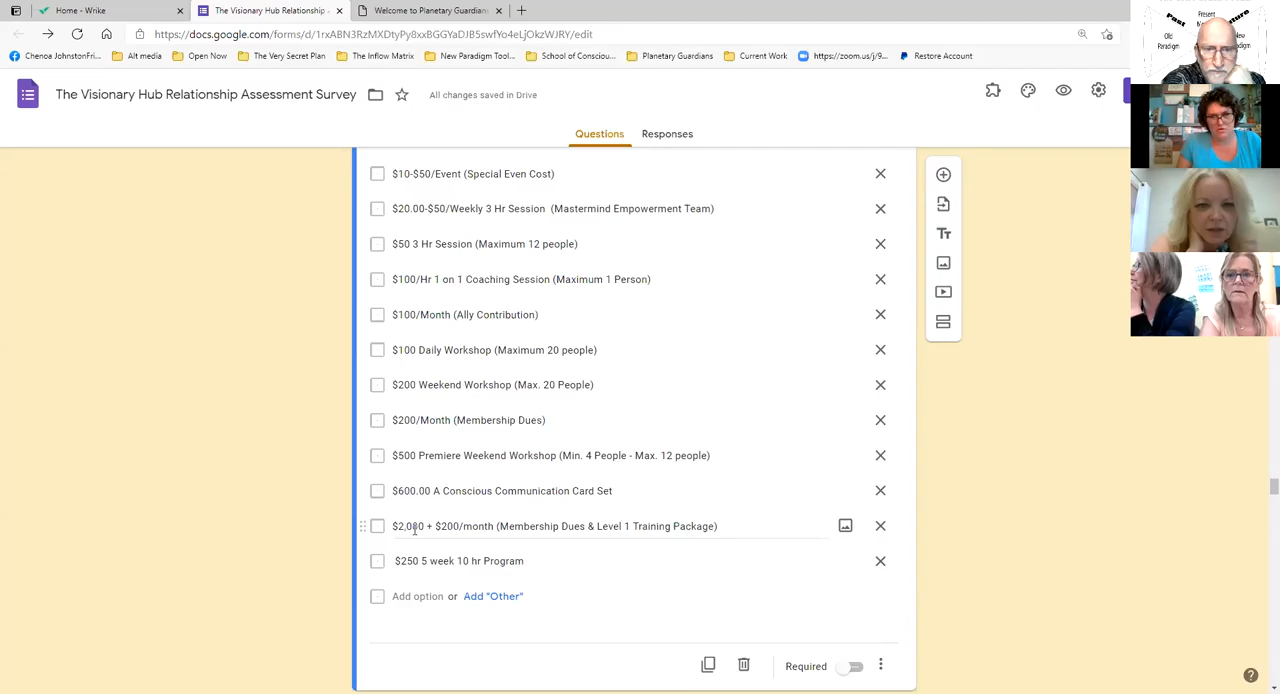 Home - Wrike
The Visionary Hub Relationship
Welcome to Planetary Guardians
https://docs.google.com/forms/d/1rxABN3RzMXDtyPy8xxBGGYaDJB5swfYo4eLjOkzWJRY/edit
Chenoa JohnstonFri...
Alt media
Open Now
The Very Secret Plan
The Inflow Matrix
New Paradigm Tool...
School of Consciou...
Planetary Guardians
Current Work
https://zoom.us/j/9...
Restore Account
The Visionary Hub Relationship Assessment Survey
All changes saved in Drive
Questions
Responses
$10-$50/Event (Special Even Cost)
$20.00-$50/Weekly 3 Hr Session (Mastermind Empowerment Team)
$50 3 Hr Session (Maximum 12 people)
$100/Hr 1 on 1 Coaching Session (Maximum 1 Person)
$100/Month (Ally Contribution)
$100 Daily Workshop (Maximum 20 people)
$200 Weekend Workshop (Max. 20 People)
$200/Month (Membership Dues)
$500 Premiere Weekend Workshop (Min. 4 People - Max. 12 people)
$600.00 A Conscious Communication Card Set
$2,000 + $200/month (Membership Dues & Level 1 Training Package)
$250 5 week 10 hr Program
Add option or Add "Other"
Required
Past
Present
Old
Paradigm